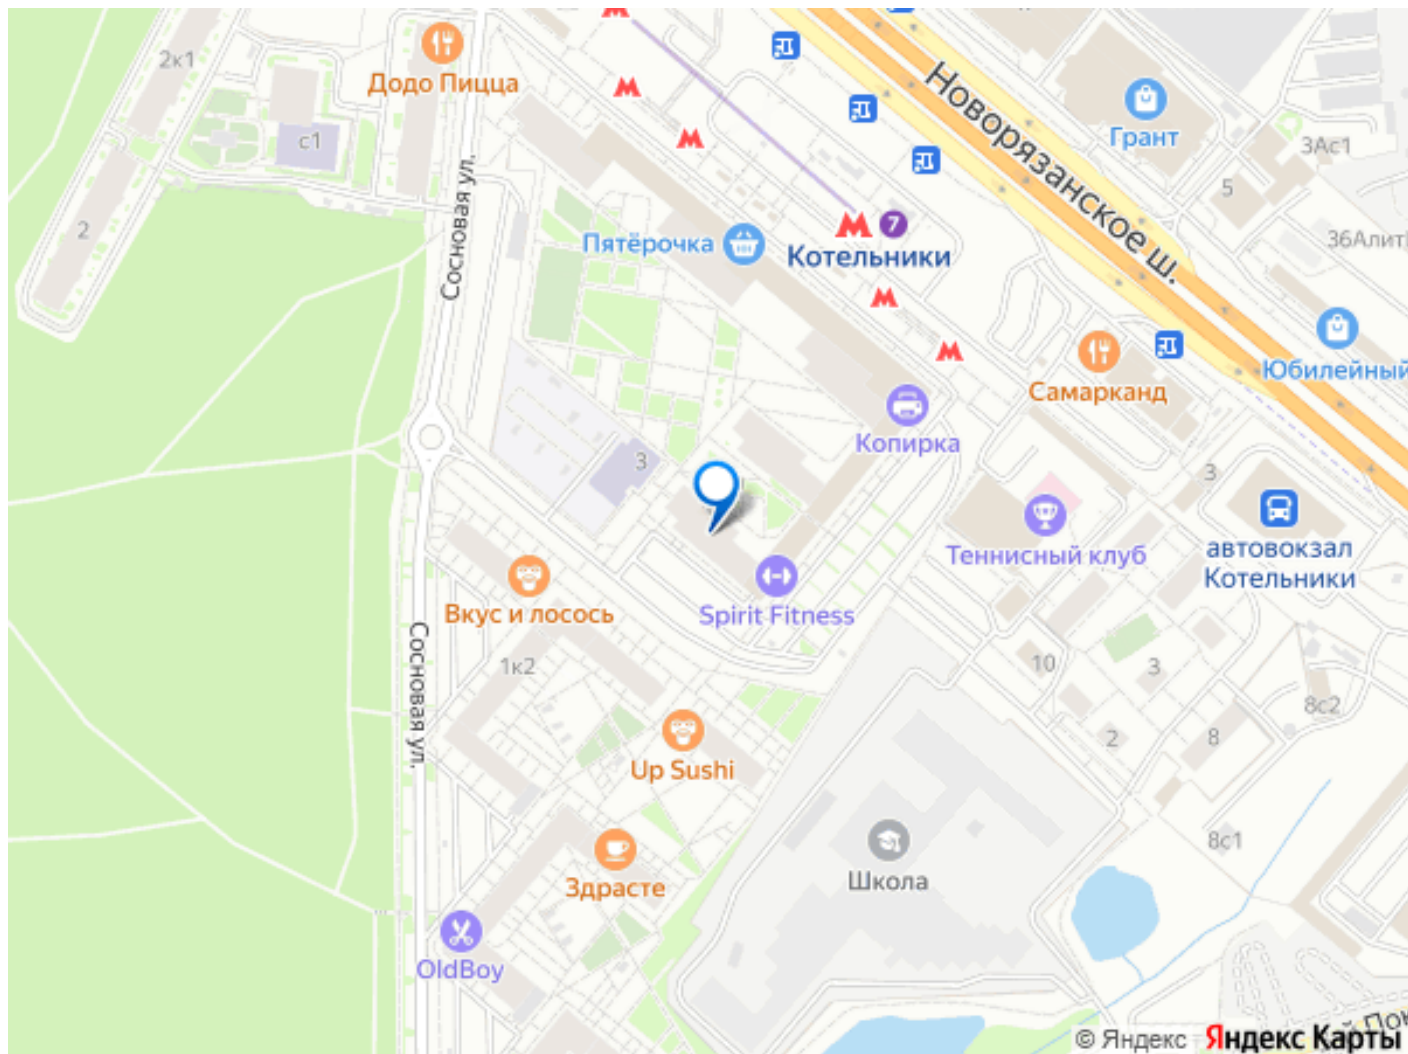 2к1
Додо Пицца
с1
2
Сосновая ул.
Новорязанское ш.
Грант
3Ас1
5
36Алит
Пятёрочка
7
Котельники
Юбилейный
Самарканд
Копирка
3
3
автовокзал
Котельники
Теннисный клуб
Spirit Fitness
Вкус и лосось
Сосновая ул.
1к2
10
3
8с2
2
8
Up Sushi
8с1
Школа
Здрасте
OldBoy
© Яндекс
Яндекс Карты